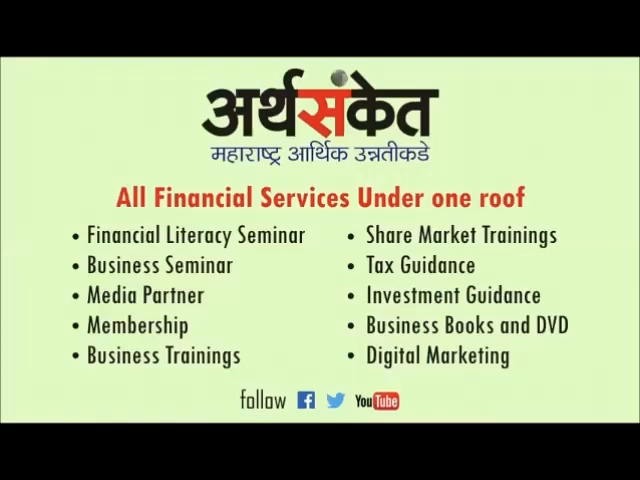 अर्थसंकेत
महाराष्ट्र आर्थिक उन्नतीकडे
All Financial Services Under one roof
• Financial Literacy Seminar
• Business Seminar
• Media Partner
• Membership
• Business Trainings
• Share Market Trainings
• Tax Guidance
• Investment Guidance
• Business Books and DVD
• Digital Marketing
follow f YouTube